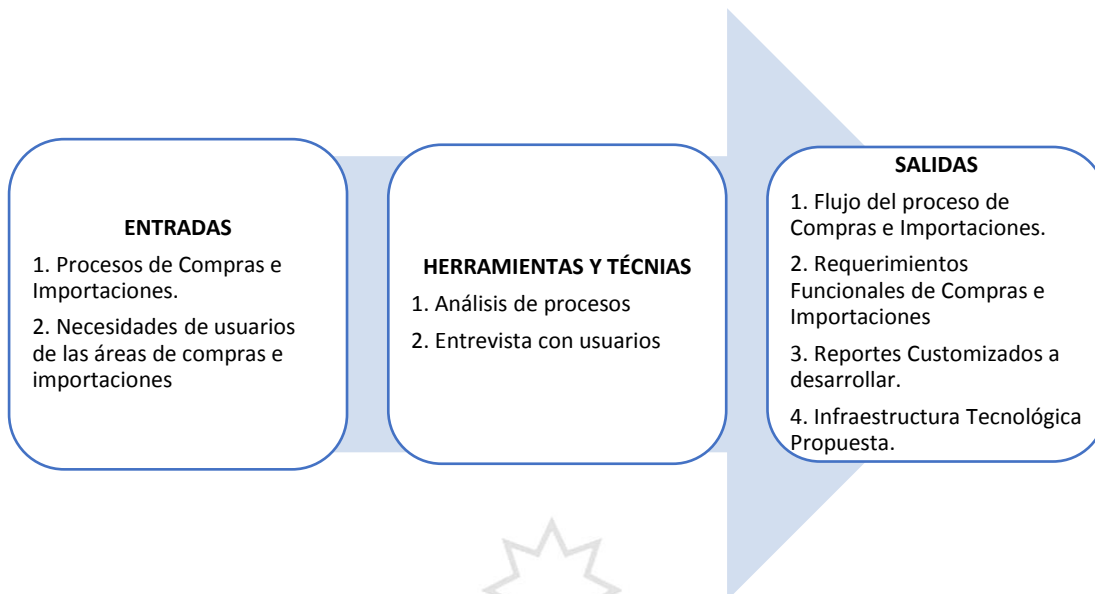 ENTRADAS
1. Procesos de Compras e
Importaciones.
2. Necesidades de usuarios
de las áreas de compras e
importaciones
HERRAMIENTAS Y TÉCNIAS
1. Análisis de procesos
2. Entrevista con usuarios
SALIDAS
1. Flujo del proceso de
Compras e Importaciones.
2. Requerimientos
Funcionales de Compras e
Importaciones
3. Reportes Customizados a
desarrollar.
4. Infraestructura Tecnológica
Propuesta.